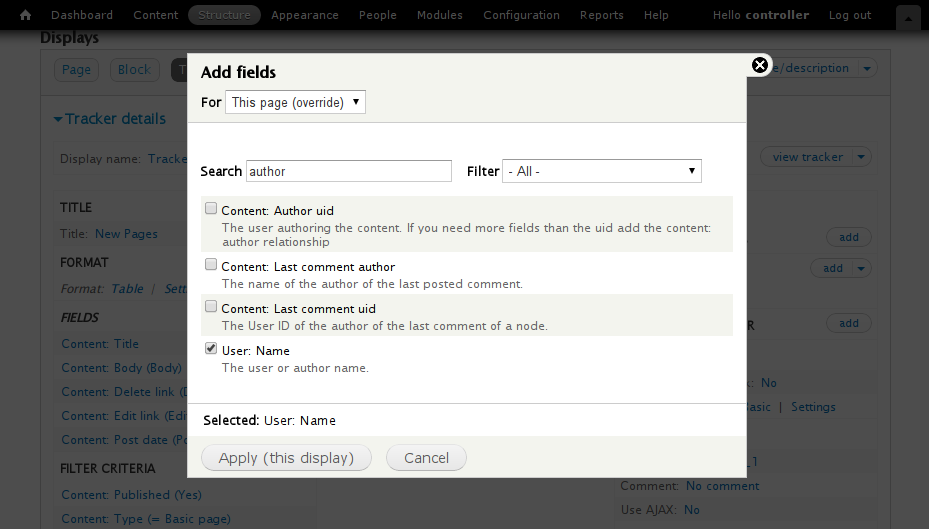 Dashboard Content Structure Appearance People Modules Configuration Reports Help Hello controller Log out
Displays
Page Block e/description
Add fields
For This page (override)
Tracker details
Display name: Tracke
view tracker
Search author Filter - All -
TITLE
Title: New Pages
add
FORMAT
Format: Table | Sett
add
FIELDS
add
Content: Title
Content: Body (Body)
Content: Delete link (D
Content: Edit link (Edi
Content: Post date (Po
FILTER CRITERIA
Content: Published (Yes)
Content: Type (= Basic page)
Content: Author uid
The user authoring the content. If you need more fields than the uid add the content:
author relationship
Content: Last comment author
The name of the author of the last posted comment.
Content: Last comment uid
The User ID of the author of the last comment of a node.
User: Name
The user or author name.
Selected: User: Name
Apply (this display) Cancel
R
: No
asic | Settings
_1
Comment: No comment
Use AJAX: No